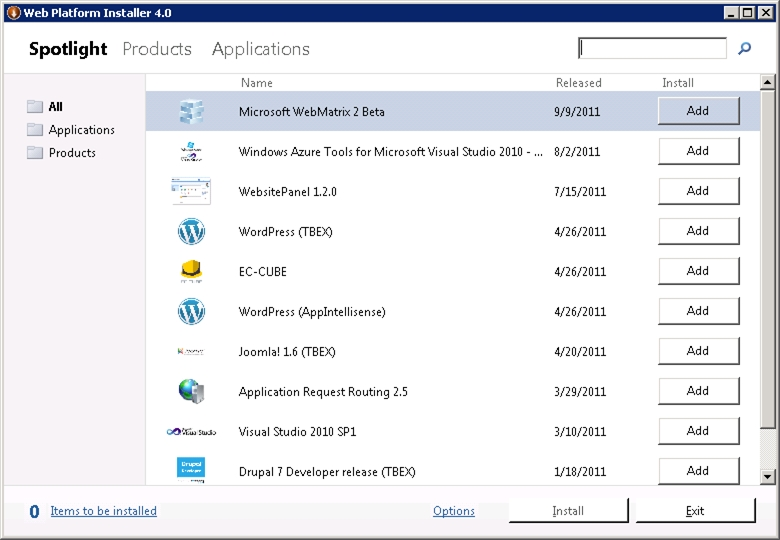 Web Platform Installer 4.0
Spotlight Products Applications
Name Released Install
All
Applications
Products
Microsoft WebMatrix 2 Beta 9/9/2011 Add
Windows Azure Tools for Microsoft Visual Studio 2010 - ... 8/2/2011 Add
WebsitePanel 1.2.0 7/15/2011 Add
WordPress (TBEX) 4/26/2011 Add
EC-CUBE 4/26/2011 Add
WordPress (AppIntellisense) 4/26/2011 Add
Joomla! 1.6 (TBEX) 4/20/2011 Add
Application Request Routing 2.5 3/29/2011 Add
Visual Studio Visual Studio 2010 SP1 3/10/2011 Add
Drupal Drupal 7 Developer release (TBEX) 1/18/2011 Add
0 Items to be installed Options Install Exit